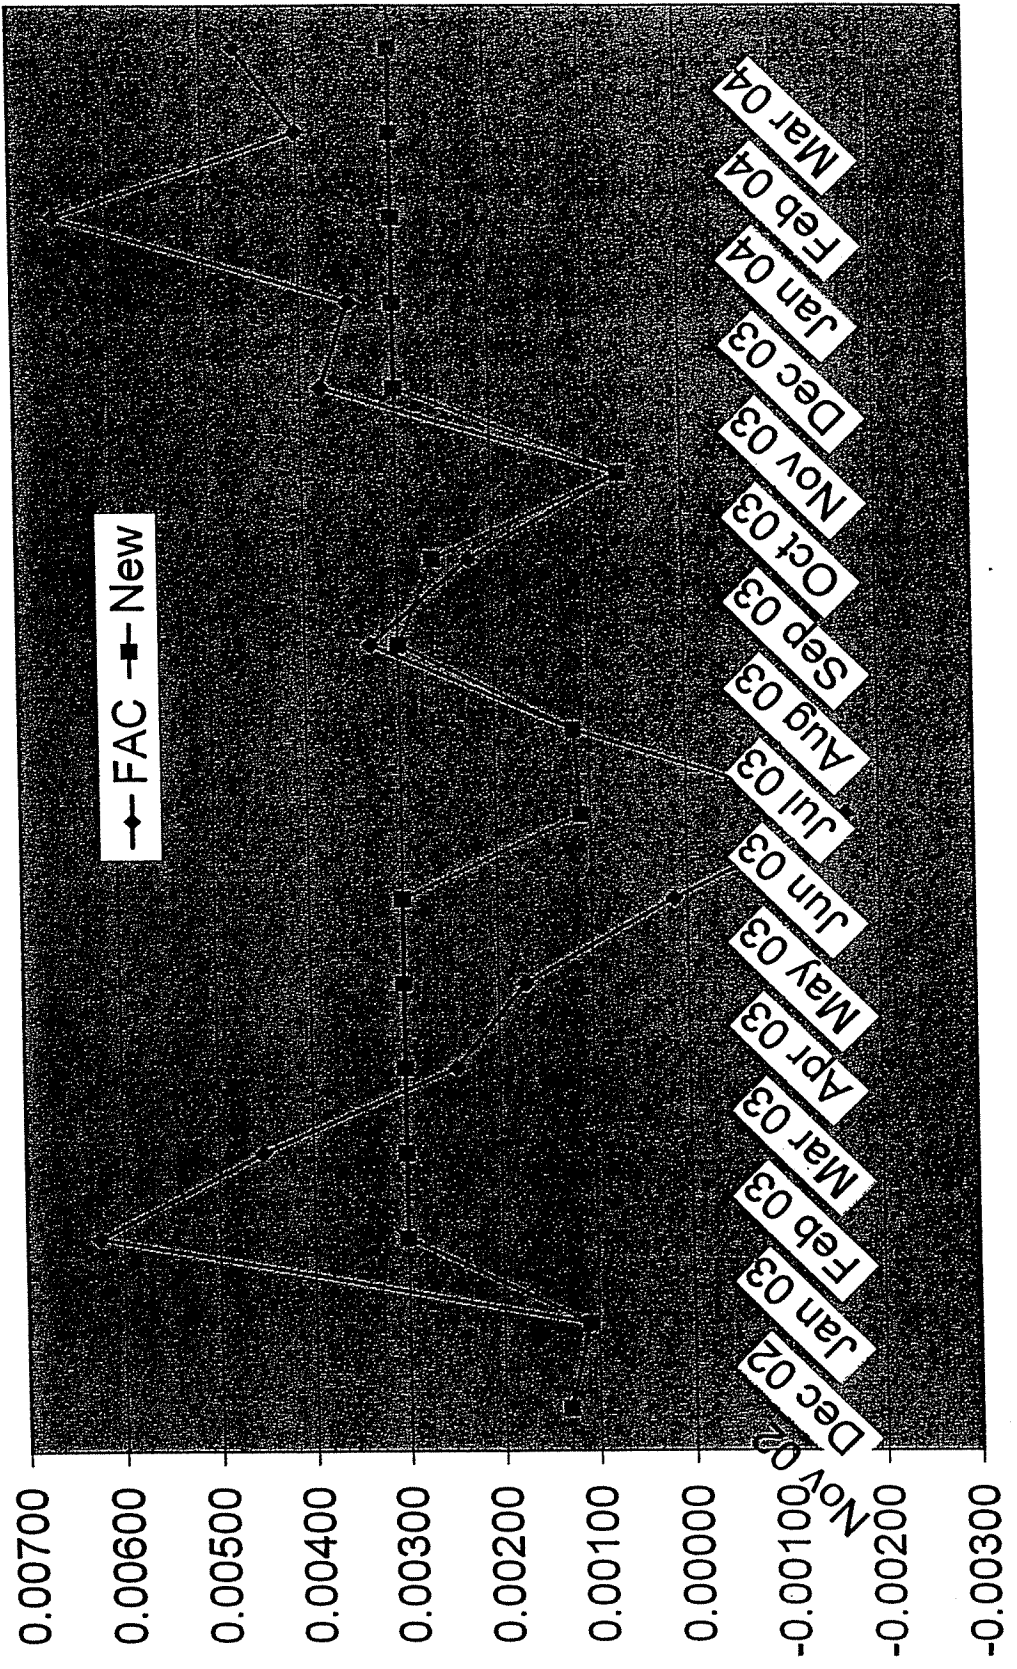 FAC New
0.00700
0.00600
0.00500
0.00400
0.00300
0.00200
0.00100
0.00000
-0.00100
-0.00200
-0.00300
Nov 02
Dec 02
Jan 03
Feb 03
Mar 03
Apr 03
May 03
Jun 03
Jul 03
Aug 03
Sep 03
Oct 03
Nov 03
Dec 03
Jan 04
Feb 04
Mar 04